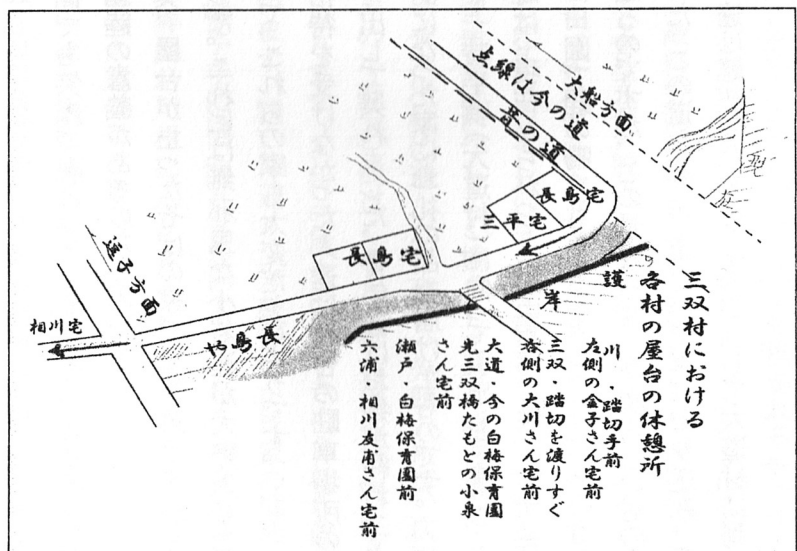 三双村における
各村の屋台の休憩所
川・踏切手前
左側の金子さん宅前
三双・踏切を渡りすぐ
右側の大川さん宅前
大道・今の白梅保育園
先三双橋たもとの小泉
さん宅前
瀬戸・白梅保育園前
六浦・相川友甫さん宅前
大船方面
点線は今の道
昔の道
長島宅
三平宅
長島宅
護岸
逗子方面
長島や
相川宅